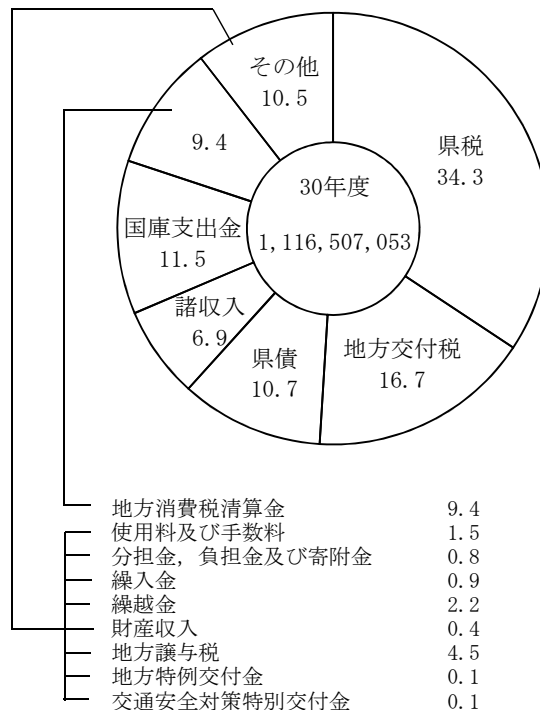 その他
10.5
県税
34.3
9.4
30年度
1,116,507,053
国庫支出金
11.5
諸収入
6.9
県債
10.7
地方交付税
16.7
地方消費税清算金 9.4
使用料及び手数料 1.5
分担金，負担金及び寄附金 0.8
繰入金 0.9
繰越金 2.2
財産収入 0.4
地方譲与税 4.5
地方特例交付金 0.1
交通安全対策特別交付金 0.1